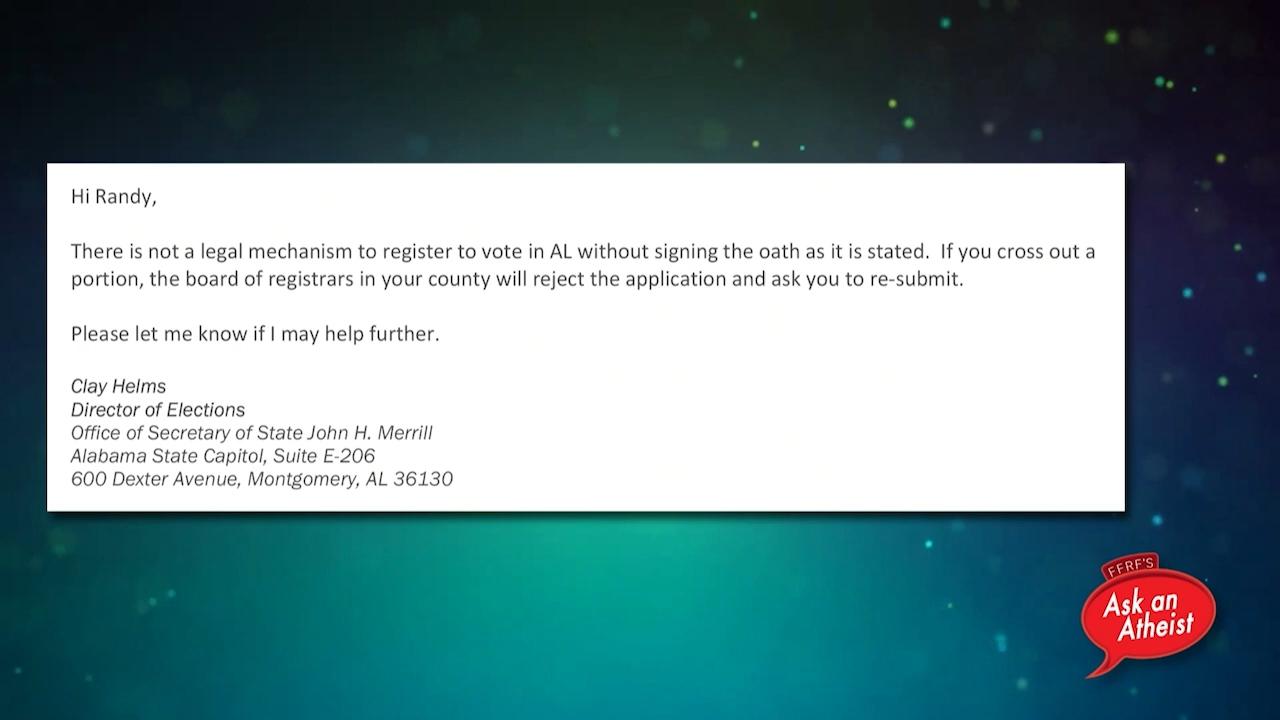 Hi Randy,
There is not a legal mechanism to register to vote in AL without signing the oath as it is stated.  If you cross out a
portion, the board of registrars in your county will reject the application and ask you to re-submit.
Please let me know if I may help further.
Clay Helms
Director of Elections
Office of Secretary of State John H. Merrill
Alabama State Capitol, Suite E-206
600 Dexter Avenue, Montgomery, AL 36130
FFRF'S
Ask an
Atheist